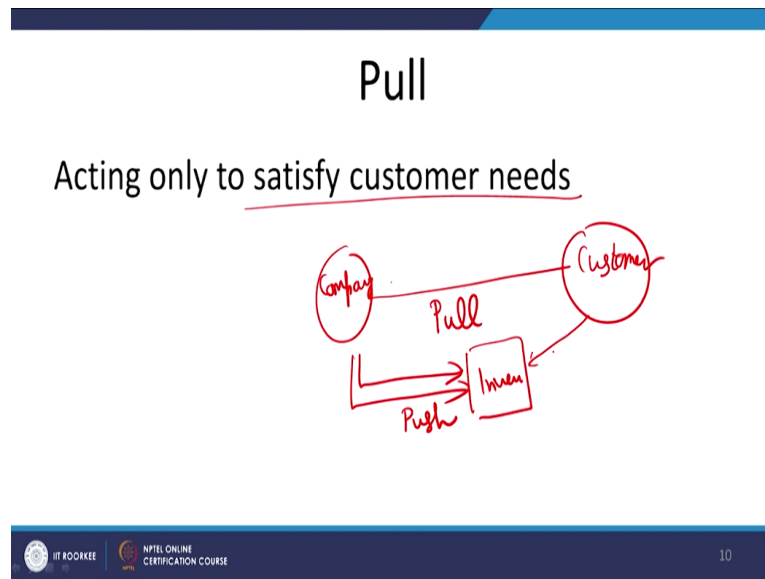 Pull
Acting only to satisfy customer needs
Company
Customer
Pull
Inven
Push
IIT ROORKEE
NPTEL
NPTEL ONLINE
CERTIFICATION COURSE
10